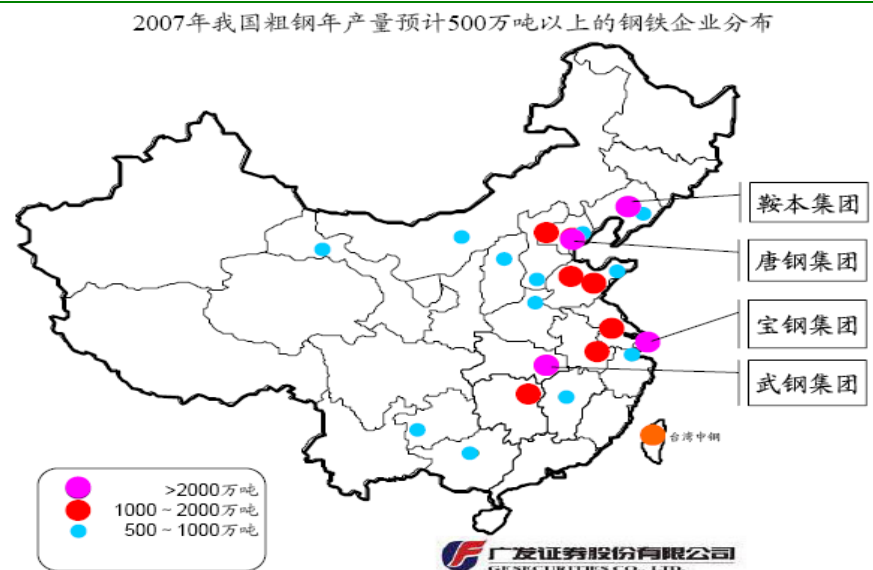 2007年我国粗钢年产量预计500万吨以上的钢铁企业分布
鞍本集团
唐钢集团
宝钢集团
武钢集团
台湾中钢
>2000万吨
1000~2000万吨
500~1000万吨
广发证券股份有限公司
GF SECURITIES CO., LTD.